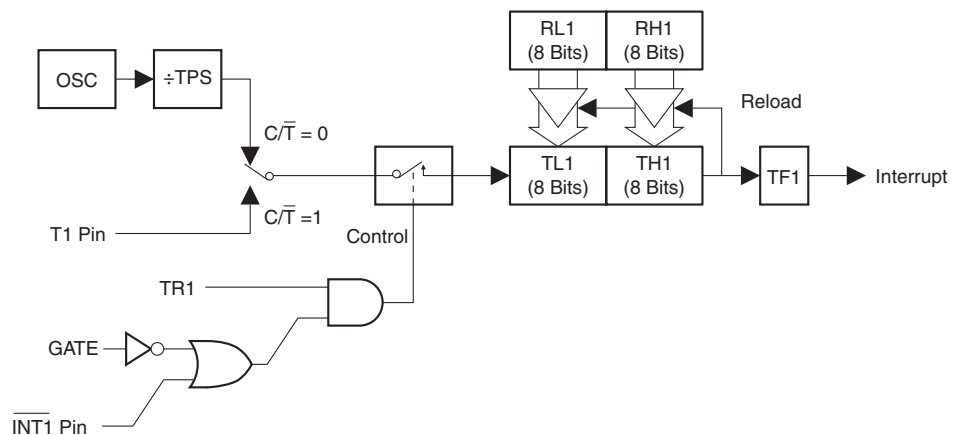 RL1
(8 Bits)
RH1
(8 Bits)
OSC
÷TPS
Reload
C/T̅ = 0
TL1
(8 Bits)
TH1
(8 Bits)
TF1
Interrupt
C/T̅ =1
T1 Pin
Control
TR1
GATE
I̅N̅T̅1̅ Pin